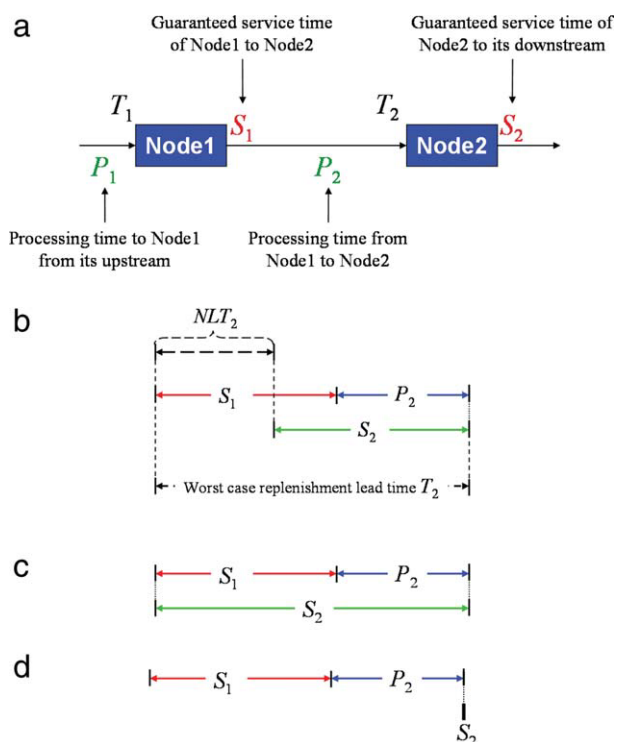 a
Guaranteed service time
of Node1 to Node2
Guaranteed service time of
Node2 to its downstream
T1
S1
T2
S2
Node1
Node2
P1
P2
Processing time to Node1
from its upstream
Processing time from
Node1 to Node2
b
NLT2
S1
P2
S2
Worst case replenishment lead time T2
c
S1
P2
S2
d
S1
P2
S2